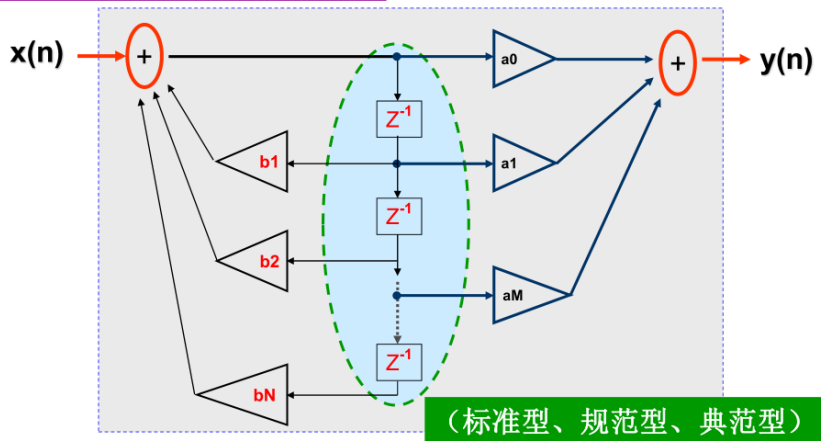 x(n)
+
a0
+
y(n)
Z-1
b1
a1
Z-1
b2
aM
Z-1
bN
（标准型、规范型、典范型）